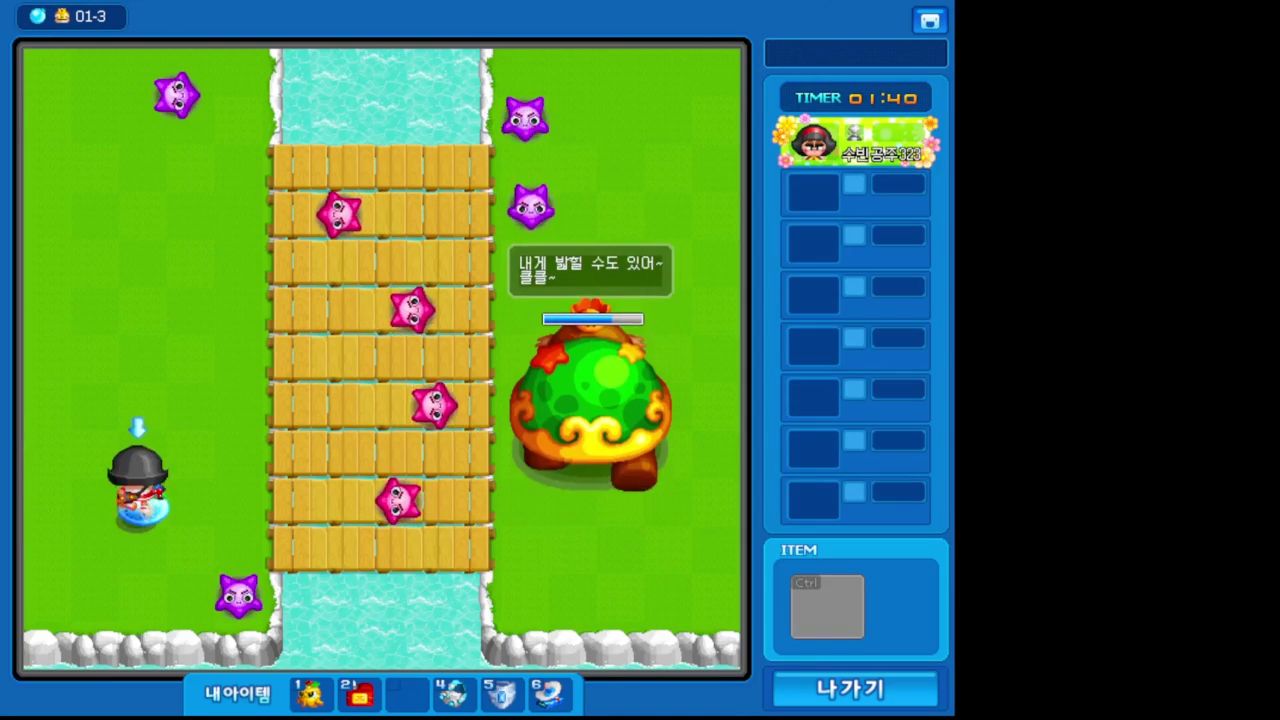 01-3
TIMER 01:40
수빈공주323
내게 밟힐 수도 있어~
클클~
ITEM
Ctrl
내아이템
1
2
4
5
6
나가기